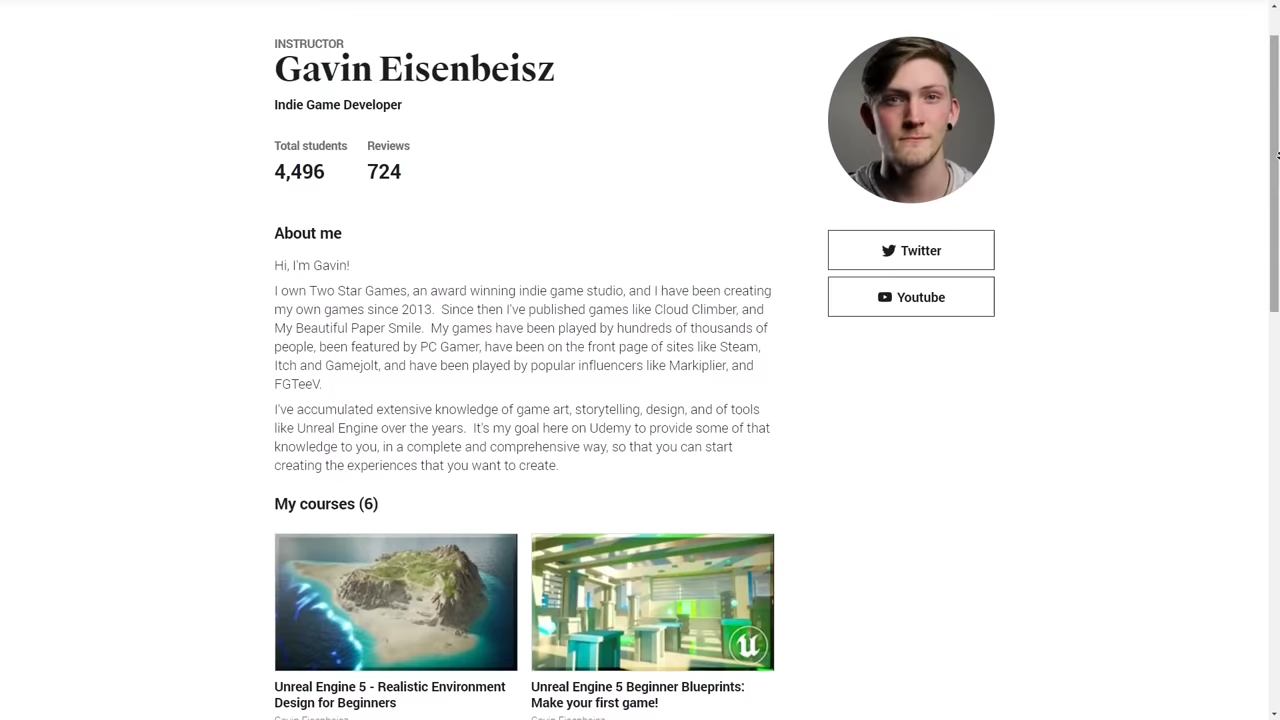 INSTRUCTOR
Gavin Eisenbeisz
Indie Game Developer
Total students Reviews
4,496 724
Twitter
Youtube
About me
Hi, I'm Gavin!
I own Two Star Games, an award winning indie game studio, and I have been creating
my own games since 2013.  Since then I've published games like Cloud Climber, and
My Beautiful Paper Smile.  My games have been played by hundreds of thousands of
people, been featured by PC Gamer, have been on the front page of sites like Steam,
Itch and Gamejolt, and have been played by popular influencers like Markiplier, and
FGTeeV.
I've accumulated extensive knowledge of game art, storytelling, design, and of tools
like Unreal Engine over the years.  It's my goal here on Udemy to provide some of that
knowledge to you, in a complete and comprehensive way, so that you can start
creating the experiences that you want to create.
My courses (6)
Unreal Engine 5 - Realistic Environment
Design for Beginners
Gavin Eisenbeisz
Unreal Engine 5 Beginner Blueprints:
Make your first game!
Gavin Eisenbeisz